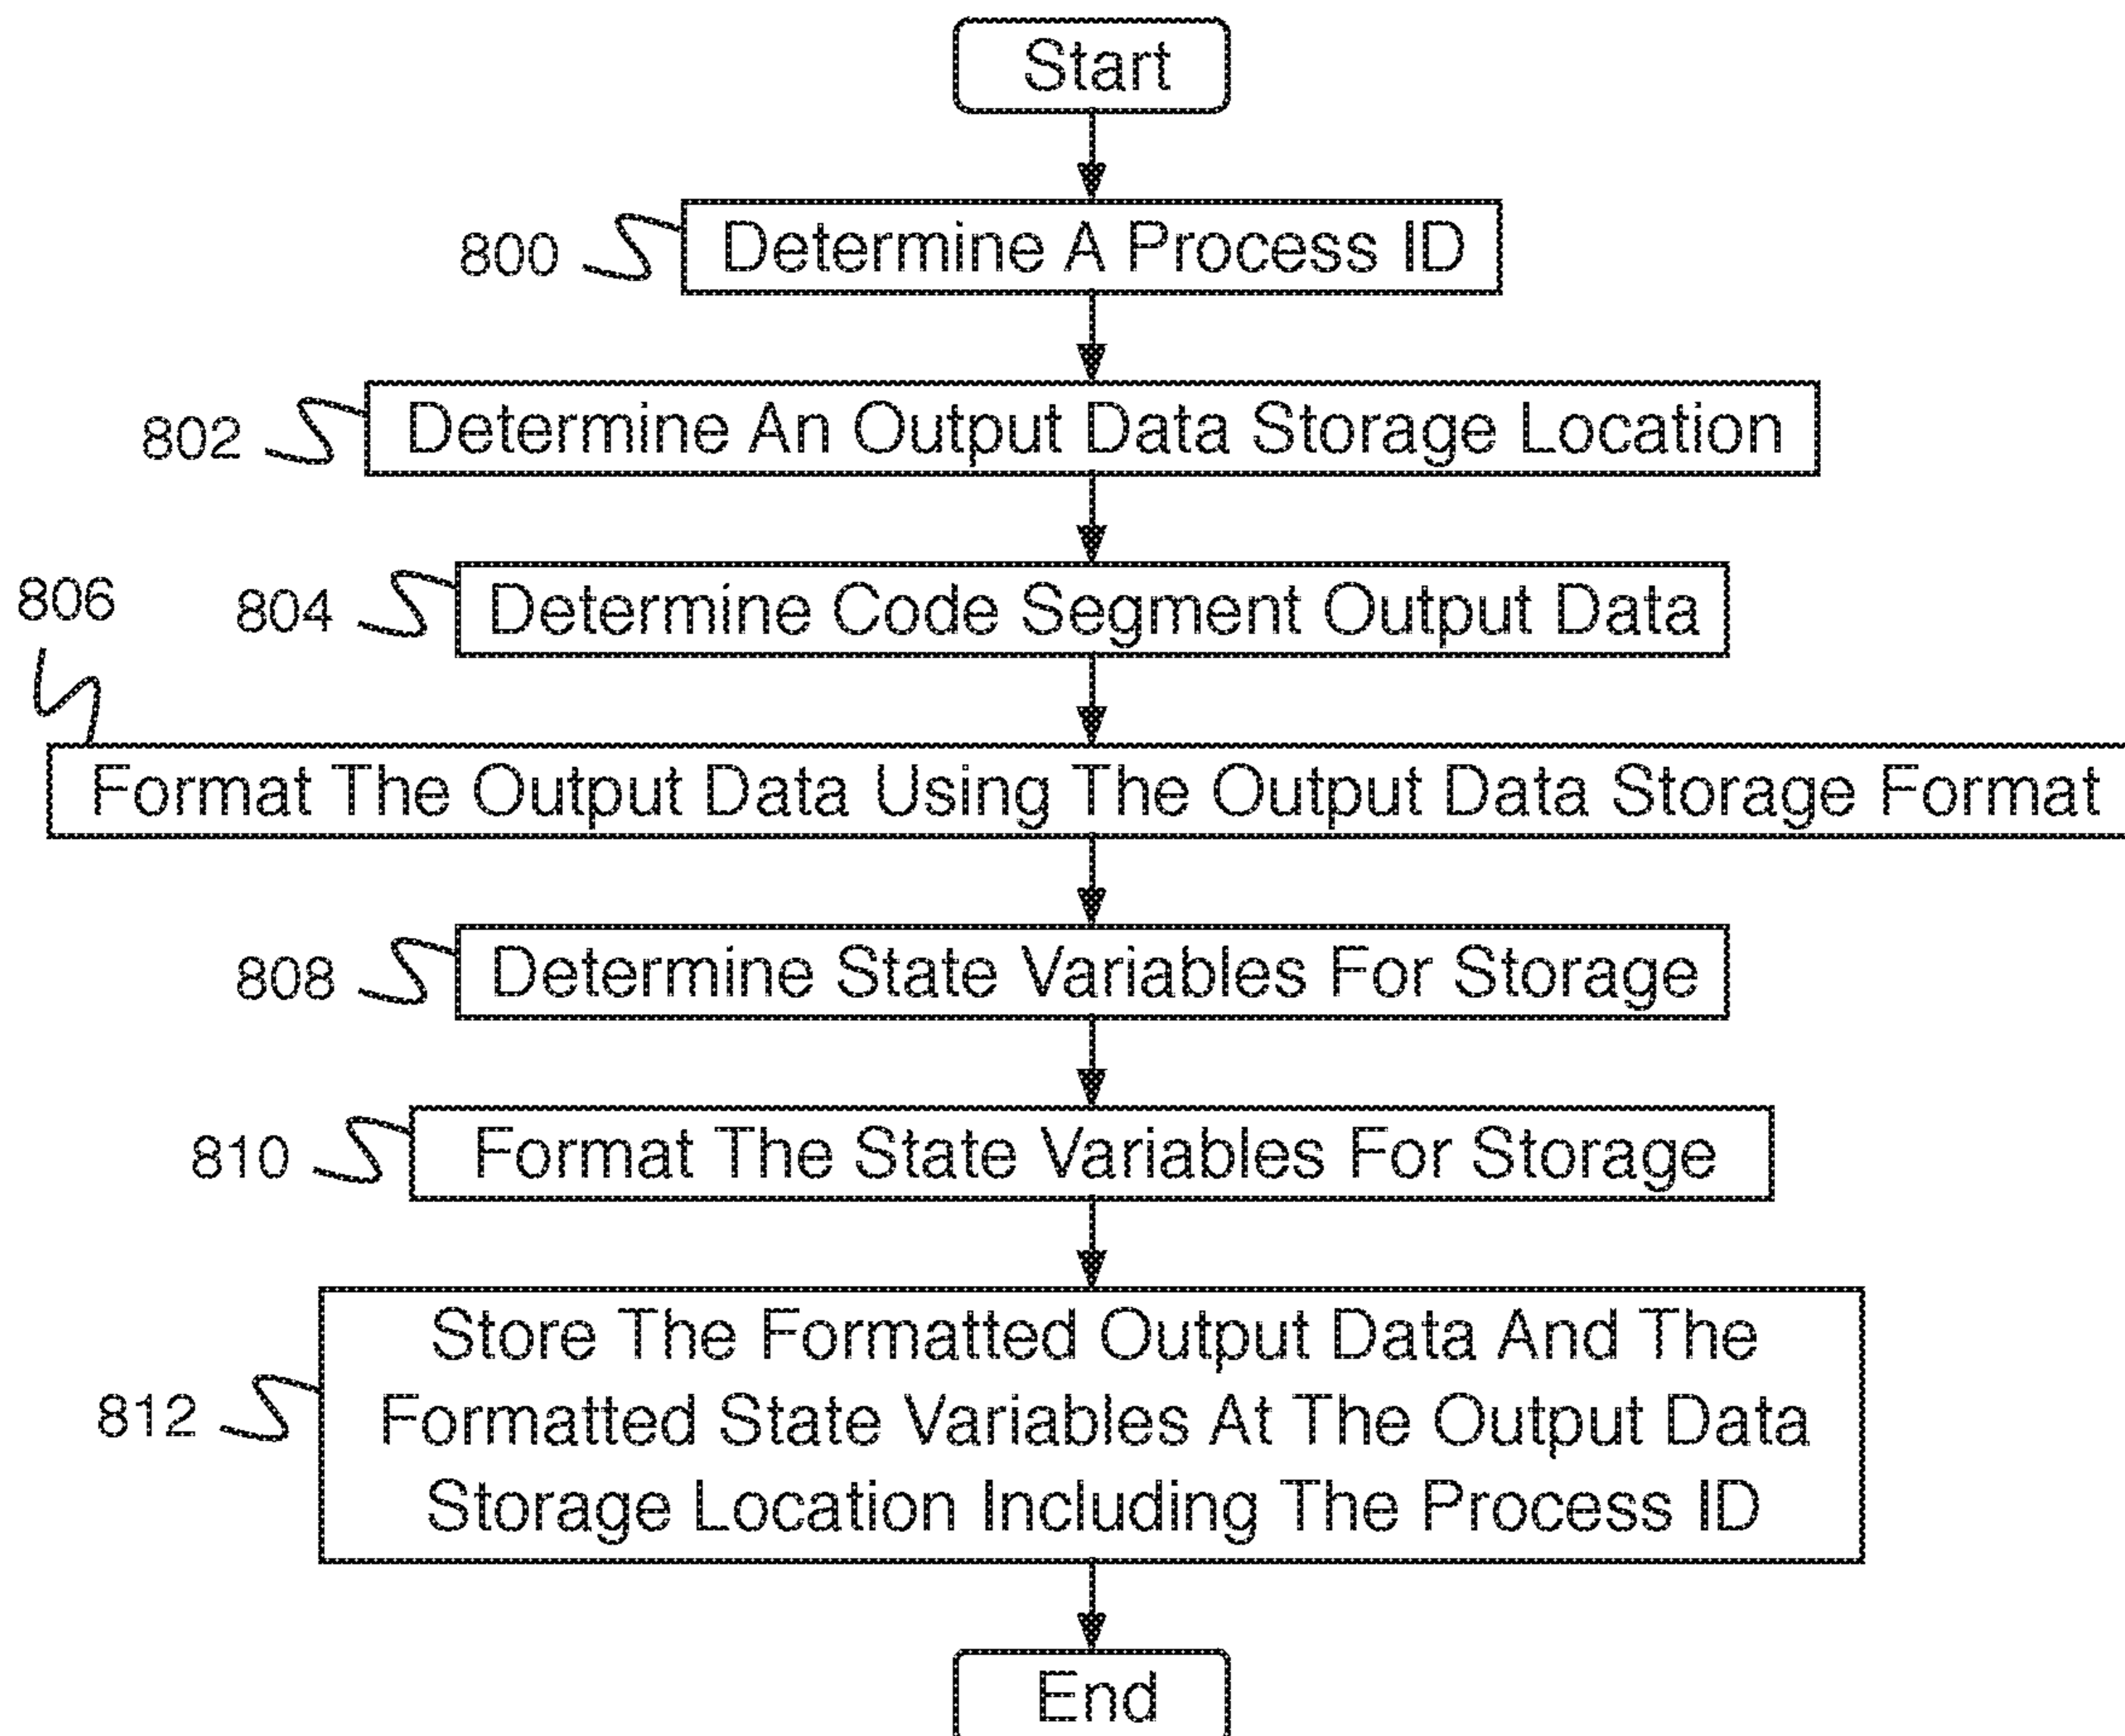 Start
800
Determine A Process ID
802
Determine An Output Data Storage Location
806
804
Determine Code Segment Output Data
Format The Output Data Using The Output Data Storage Format
808
Determine State Variables For Storage
810
Format The State Variables For Storage
812
Store The Formatted Output Data And The
Formatted State Variables At The Output Data
Storage Location Including The Process ID
End